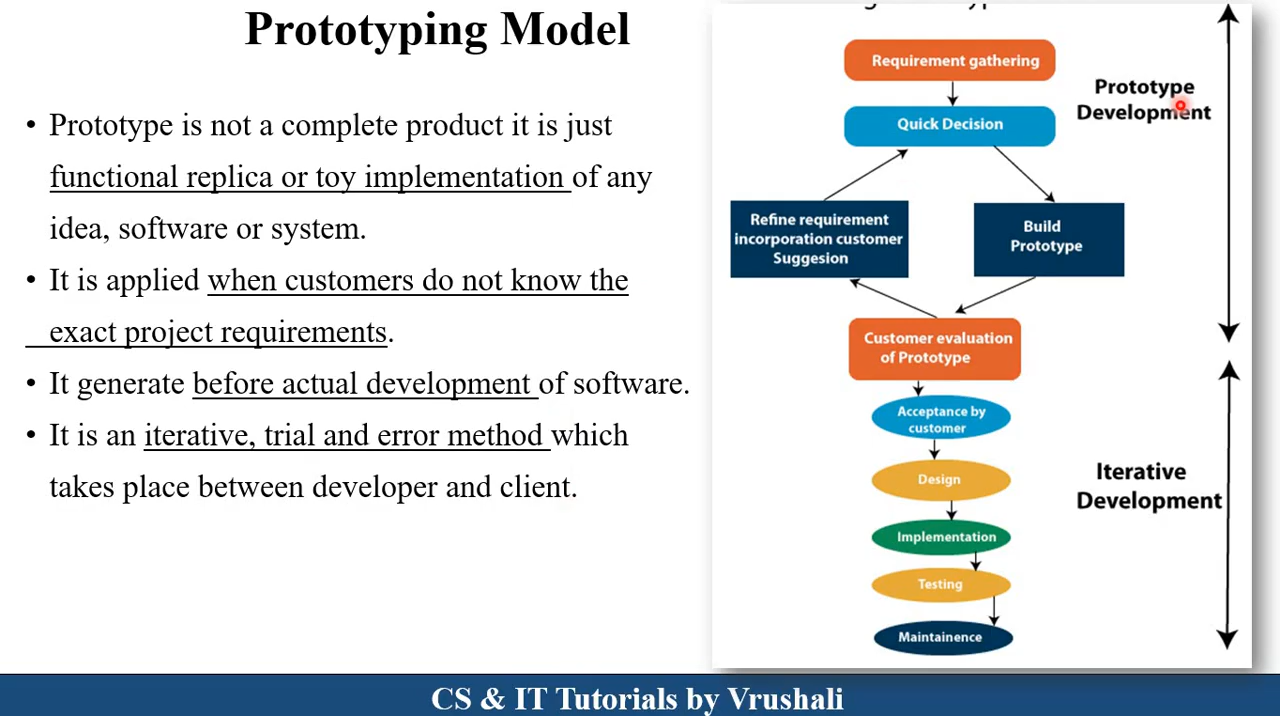 Prototyping Model
• Prototype is not a complete product it is just
functional replica or toy implementation of any
idea, software or system.
• It is applied when customers do not know the
exact project requirements.
• It generate before actual development of software.
• It is an iterative, trial and error method which
takes place between developer and client.
Requirement gathering
Prototype
Development
Quick Decision
Refine requirement
incorporation customer
Suggesion
Build
Prototype
Customer evaluation
of Prototype
Acceptance by
customer
Iterative
Development
Design
Implementation
Testing
Maintainence
CS & IT Tutorials by Vrushali